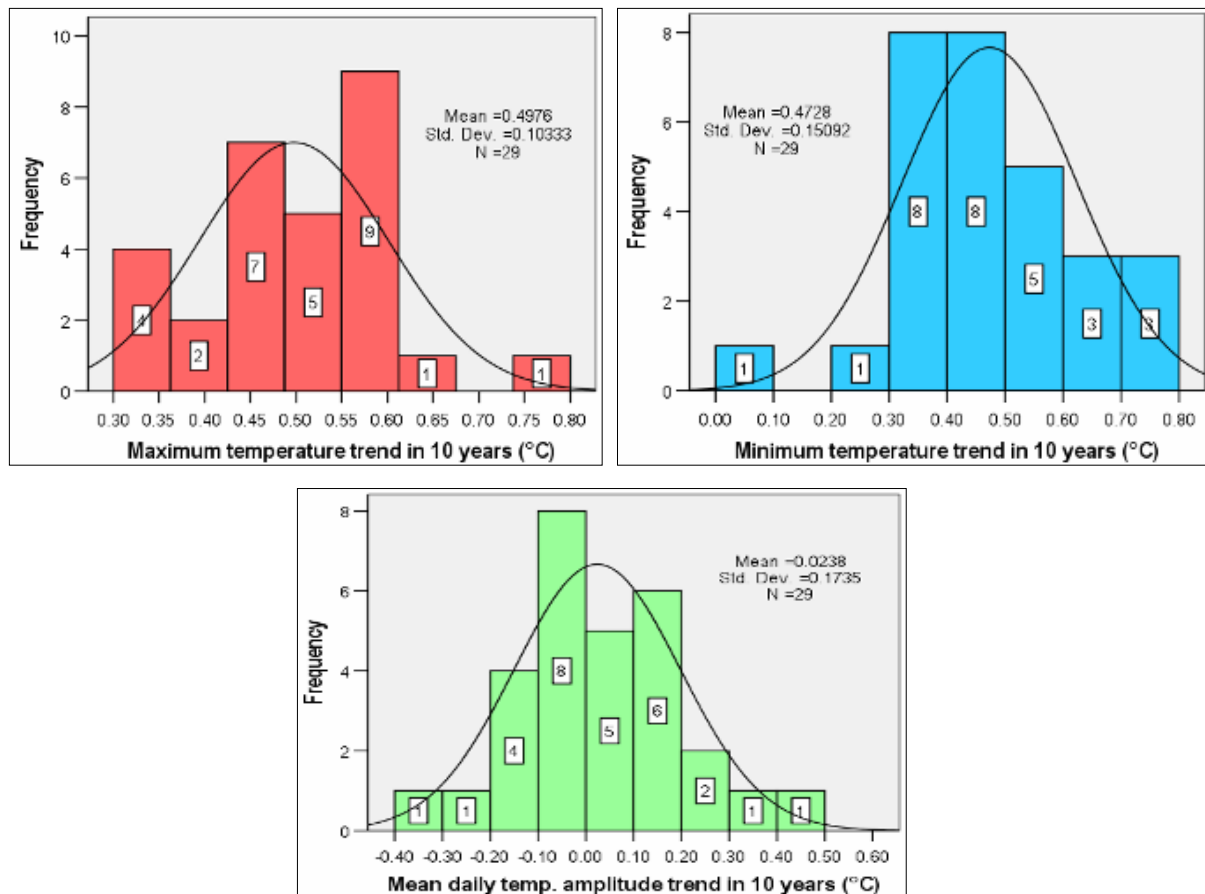 Frequency
10
8
6
4
2
0
Mean =0.4976
Std. Dev. =0.10333
N =29
4
2
7
5
9
1
1
0.30 0.35 0.40 0.45 0.50 0.55 0.60 0.65 0.70 0.75 0.80
Maximum temperature trend in 10 years (°C)
Frequency
8
6
4
2
0
Mean =0.4728
Std. Dev. =0.15092
N =29
1
1
8
8
5
3
3
0.00 0.10 0.20 0.30 0.40 0.50 0.60 0.70 0.80
Minimum temperature trend in 10 years (°C)
Frequency
8
6
4
2
0
Mean =0.0238
Std. Dev. =0.1735
N =29
1
1
4
8
5
6
2
1
1
-0.40 -0.30 -0.20 -0.10 0.00 0.10 0.20 0.30 0.40 0.50 0.60
Mean daily temp. amplitude trend in 10 years (°C)